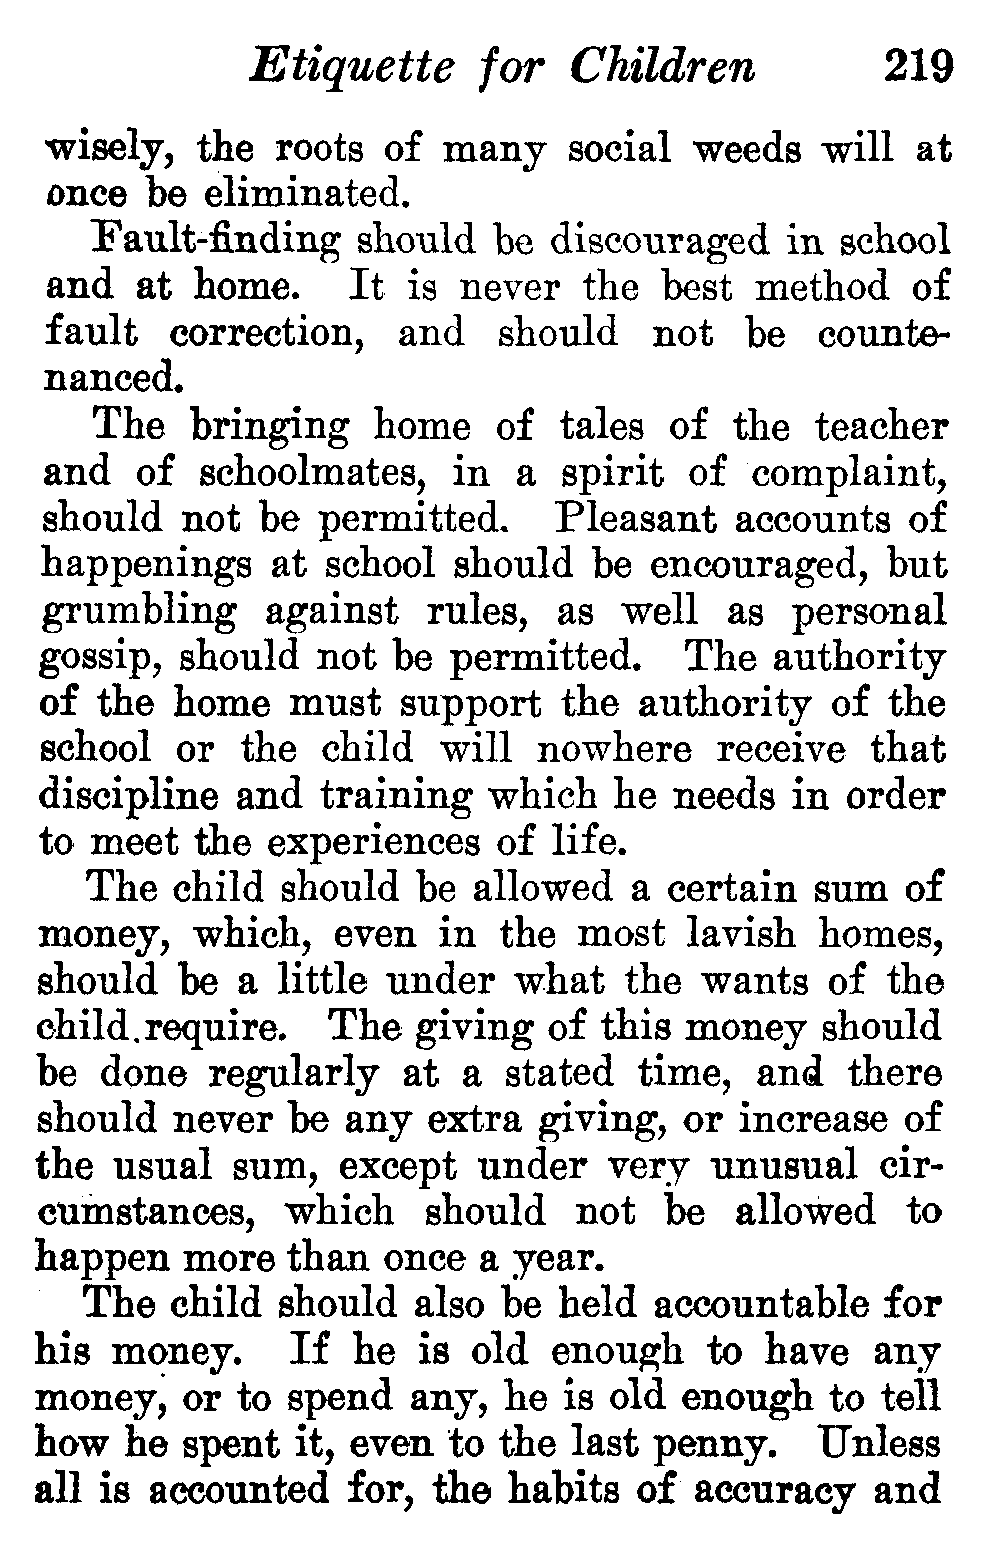 Etiquette for Children 219
wisely, the roots of many social weeds will at
once be eliminated.
Fault-finding should be discouraged in school
and at home. It is never the best method of
fault correction, and should not be counte-
nanced.
The bringing home of tales of the teacher
and of schoolmates, in a spirit of complaint,
should not be permitted. Pleasant accounts of
happenings at school should be encouraged, but
grumbling against rules, as well as personal
gossip, should not be permitted. The authority
of the home must support the authority of the
school or the child will nowhere receive that
discipline and training which he needs in order
to meet the experiences of life.
The child should be allowed a certain sum of
money, which, even in the most lavish homes,
should be a little under what the wants of the
child require. The giving of this money should
be done regularly at a stated time, and there
should never be any extra giving, or increase of
the usual sum, except under very unusual cir-
cumstances, which should not be allowed to
happen more than once a year.
The child should also be held accountable for
his money. If he is old enough to have any
money, or to spend any, he is old enough to tell
how he spent it, even to the last penny. Unless
all is accounted for, the habits of accuracy and